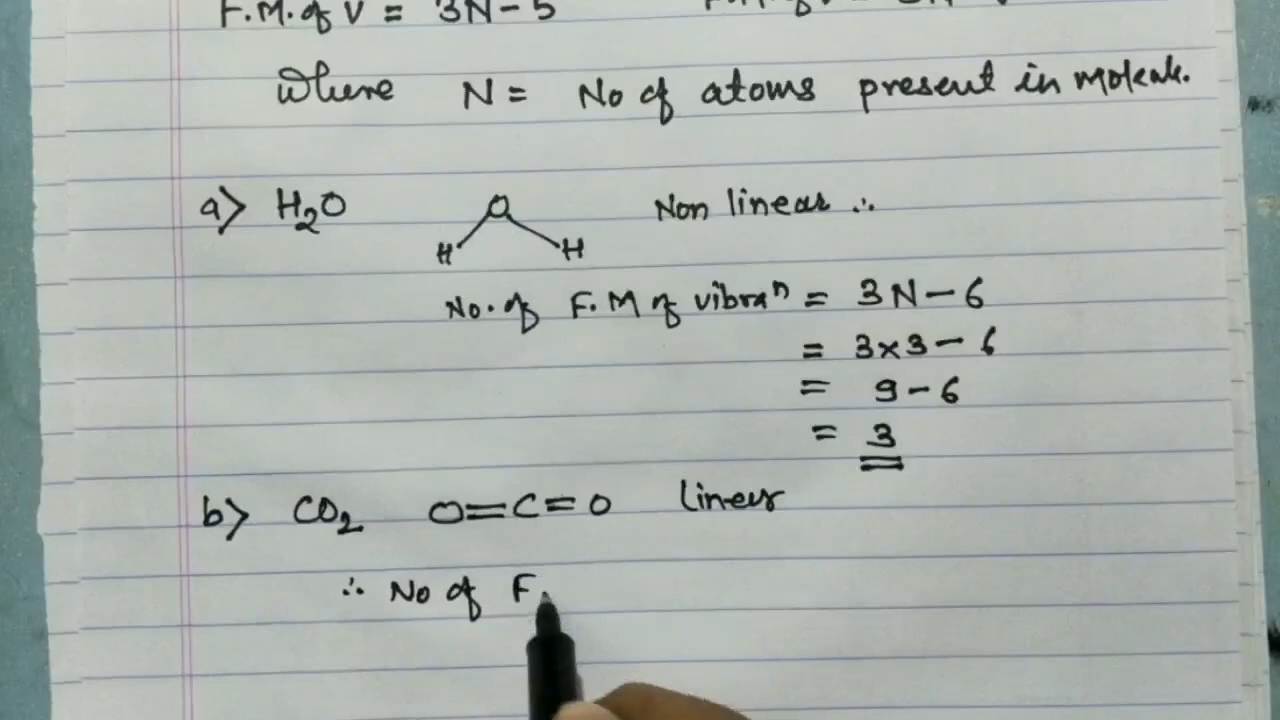 F.M. of V = 3N - 5
where N = No of atoms present in molecule.
a) H2O O H H Non linear ∴
No. of F.M of vibraⁿ = 3N - 6
= 3×3 - 6
= 9 - 6
= 3
b) CO2 O=C=O linear
∴ No of F.